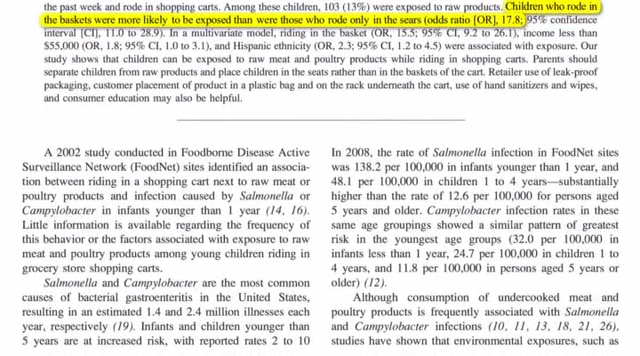 the past week and rode in shopping carts. Among these children, 103 (13%) were exposed to raw products. Children who rode in
the baskets were more likely to be exposed than were those who rode only in the sears (odds ratio [OR], 17.8; 95% confidence
interval [CI], 11.0 to 28.9). In a multivariate model, riding in the basket (OR, 15.5; 95% CI, 9.2 to 26.1), income less than
$55,000 (OR, 1.8; 95% CI, 1.0 to 3.1), and Hispanic ethnicity (OR, 2.3; 95% CI, 1.2 to 4.5) were associated with exposure. Our
study shows that children can be exposed to raw meat and poultry products while riding in shopping carts. Parents should
separate children from raw products and place children in the seats rather than in the baskets of the cart. Retailer use of leak-proof
packaging, customer placement of product in a plastic bag and on the rack underneath the cart, use of hand sanitizers and wipes,
and consumer education may also be helpful.
A 2002 study conducted in Foodborne Disease Active
Surveillance Network (FoodNet) sites identified an associa-
tion between riding in a shopping cart next to raw meat or
poultry products and infection caused by Salmonella or
Campylobacter in infants younger than 1 year (14, 16).
Little information is available regarding the frequency of
this behavior or the factors associated with exposure to raw
meat and poultry products among young children riding in
grocery store shopping carts.
Salmonella and Campylobacter are the most common
causes of bacterial gastroenteritis in the United States,
resulting in an estimated 1.4 and 2.4 million illnesses each
year, respectively (19). Infants and children younger than
5 years are at increased risk, with reported rates 2 to 10
In 2008, the rate of Salmonella infection in FoodNet sites
was 138.2 per 100,000 in infants younger than 1 year, and
48.1 per 100,000 in children 1 to 4 years—substantially
higher than the rate of 12.6 per 100,000 for persons aged
5 years and older. Campylobacter infection rates in these
same age groupings showed a similar pattern of greatest
risk in the youngest age groups (32.0 per 100,000 in
infants less than 1 year, 24.7 per 100,000 in children 1 to
4 years, and 11.8 per 100,000 in persons aged 5 years or
older) (12).
Although consumption of undercooked meat and
poultry products is frequently associated with Salmonella
and Campylobacter infections (10, 11, 13, 18, 21, 26),
studies have shown that environmental exposures, such as